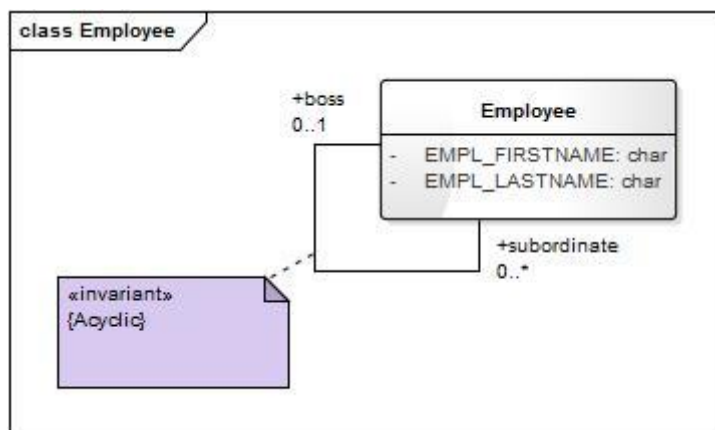 class Employee
+boss
0..1
Employee
- EMPL_FIRSTNAME: char
- EMPL_LASTNAME: char
+subordinate
0..*
«invariant»
{Acyclic}